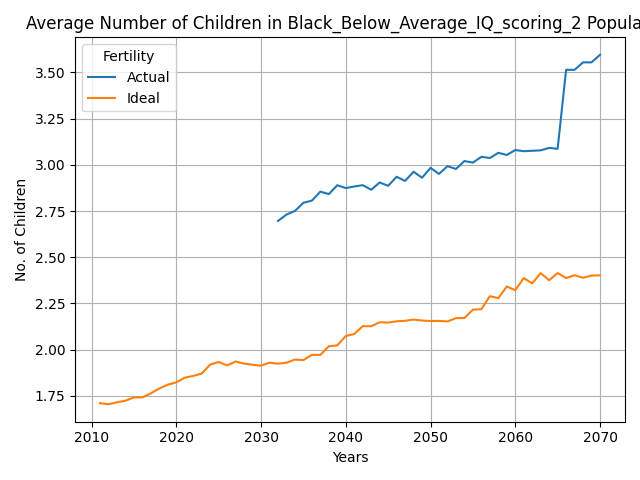 Average Number of Children in Black_Below_Average_IQ_scoring_2 Popula
Fertility
Actual
Ideal
3.50
3.25
3.00
2.75
2.50
2.25
2.00
1.75
No. of Children
2010 2020 2030 2040 2050 2060 2070
Years